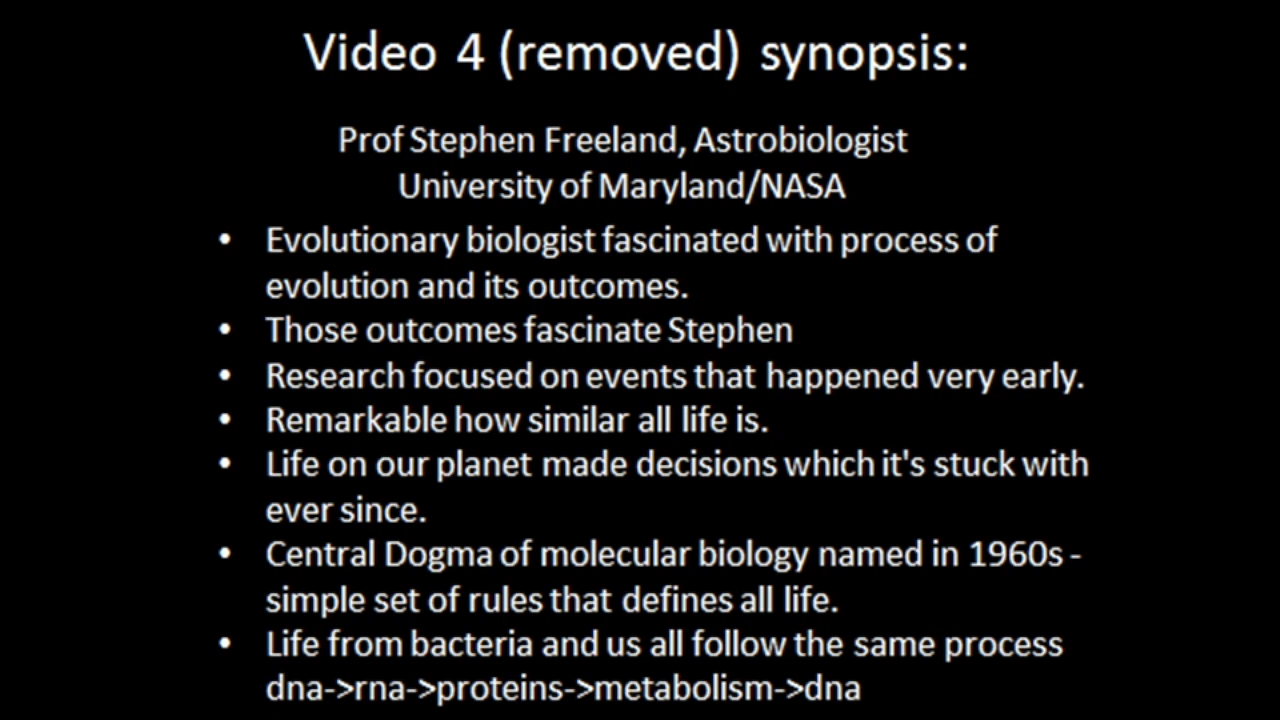 Video 4 (removed) synopsis:
Prof Stephen Freeland, Astrobiologist
University of Maryland/NASA
• Evolutionary biologist fascinated with process of
evolution and its outcomes.
• Those outcomes fascinate Stephen
• Research focused on events that happened very early.
• Remarkable how similar all life is.
• Life on our planet made decisions which it's stuck with
ever since.
• Central Dogma of molecular biology named in 1960s -
simple set of rules that defines all life.
• Life from bacteria and us all follow the same process
dna->rna->proteins->metabolism->dna